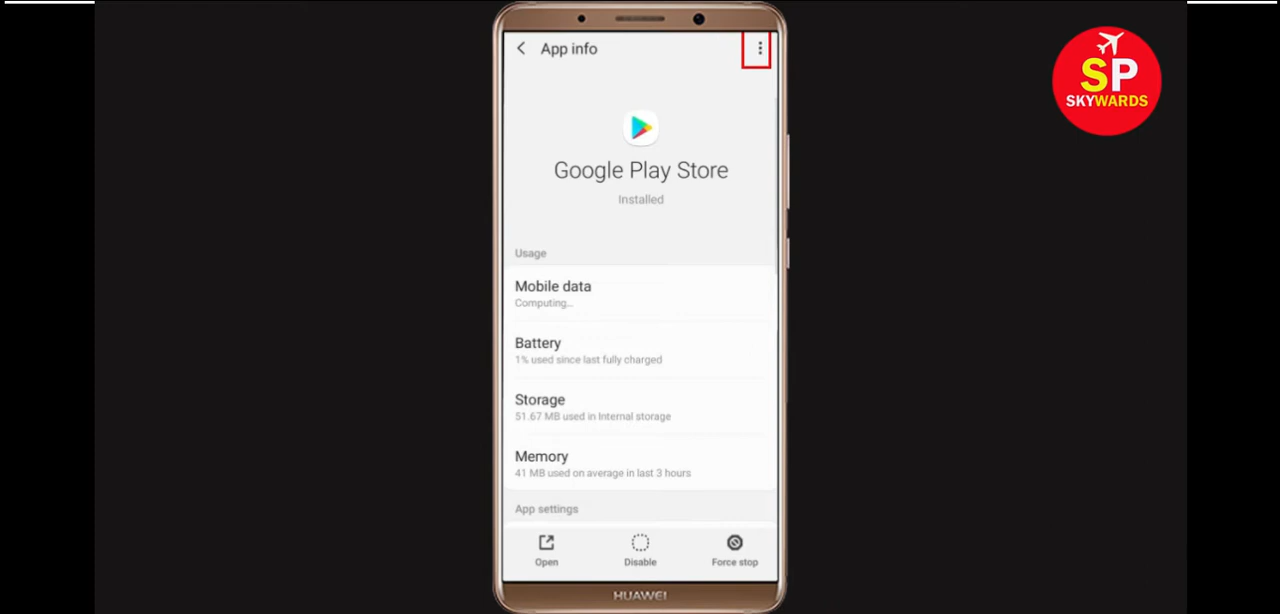 App info
SP
SKYWARDS
Google Play Store
Installed
Usage
Mobile data
Computing...
Battery
1% used since last fully charged
Storage
51.67 MB used in Internal storage
Memory
41 MB used on average in last 3 hours
App settings
Open
Disable
Force stop
HUAWEI